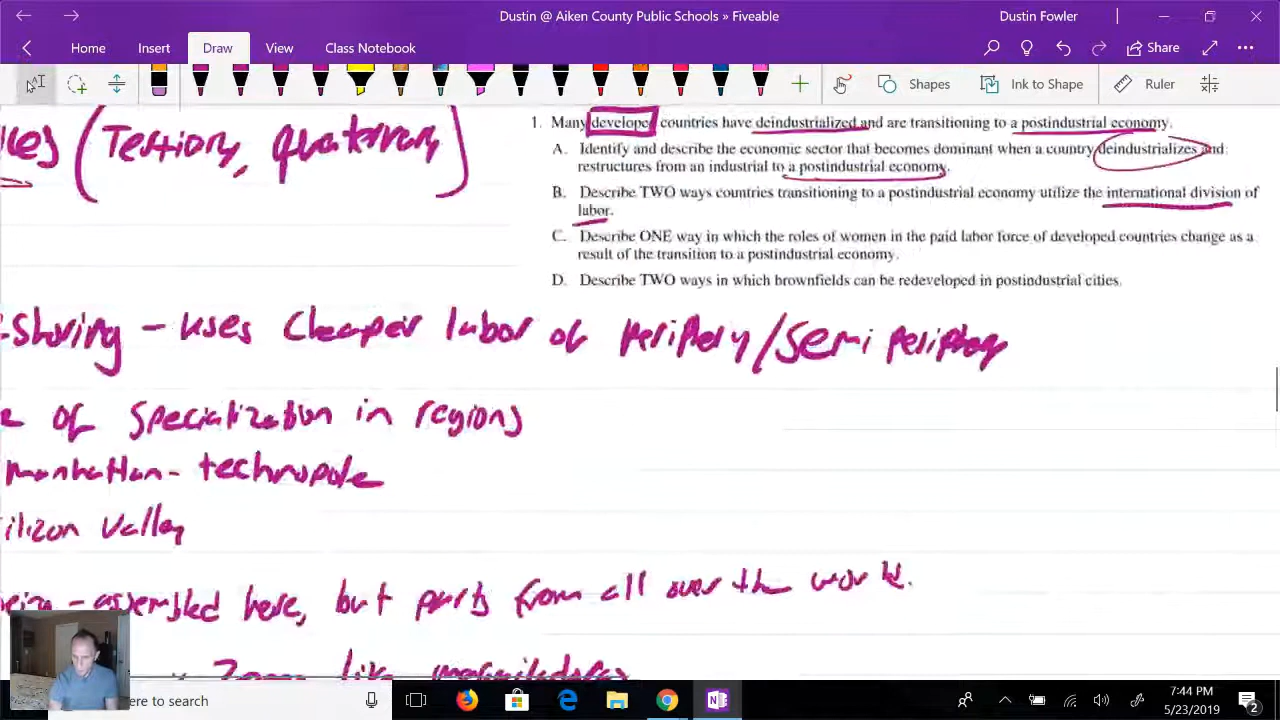 Dustin @ Aiken County Public Schools » Fiveable
Dustin Fowler
Home Insert Draw View Class Notebook
Share
Shapes Ink to Shape Ruler
(Tertiary, quaternary)
1. Many developed countries have deindustrialized and are transitioning to a postindustrial economy.
A. Identify and describe the economic sector that becomes dominant when a country deindustrializes and
restructures from an industrial to a postindustrial economy.
B. Describe TWO ways countries transitioning to a postindustrial economy utilize the international division of
labor.
C. Describe ONE way in which the roles of women in the paid labor force of developed countries change as a
result of the transition to a postindustrial economy.
D. Describe TWO ways in which brownfields can be redeveloped in postindustrial cities.
shoring - uses cheaper labor of Periphery/semi periphery
of specialization in regions
manhattan - technopole
ilizon Valley
- assembled here, but parts from all over the world.
like
here to search
7:44 PM
5/23/2019
2